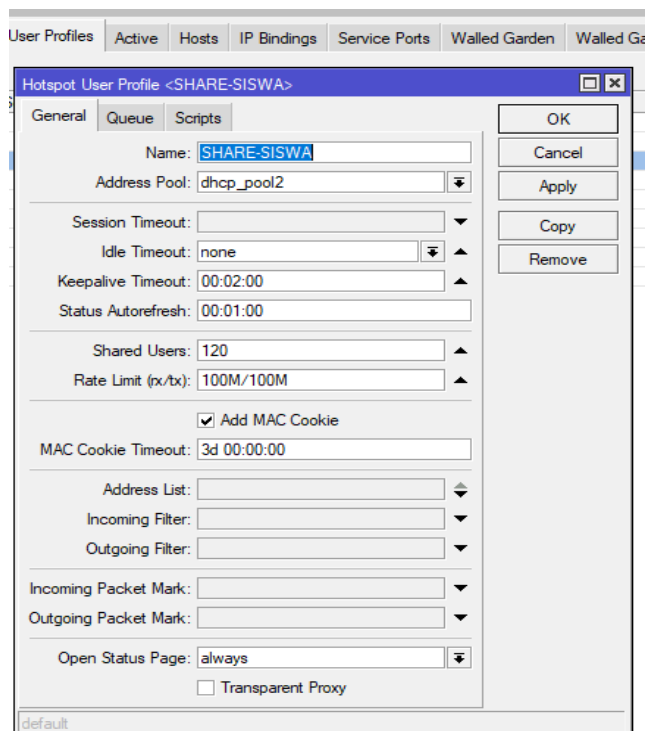 User Profiles Active Hosts IP Bindings Service Ports Walled Garden Walled Ga
Hotspot User Profile <SHARE-SISWA>
General Queue Scripts
OK
Name: SHARE-SISWA
Cancel
Address Pool: dhcp_pool2
Apply
Session Timeout:
Copy
Idle Timeout: none
Remove
Keepalive Timeout: 00:02:00
Status Autorefresh: 00:01:00
Shared Users: 120
Rate Limit (rx/tx): 100M/100M
Add MAC Cookie
MAC Cookie Timeout: 3d 00:00:00
Address List:
Incoming Filter:
Outgoing Filter:
Incoming Packet Mark:
Outgoing Packet Mark:
Open Status Page: always
Transparent Proxy
default